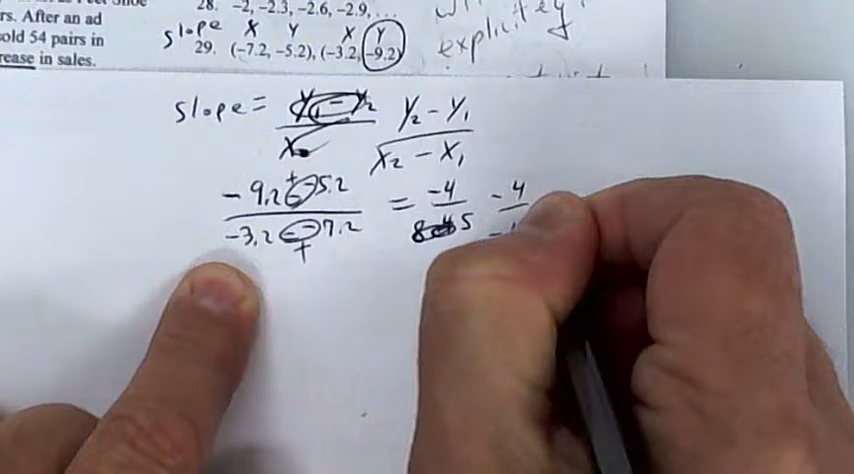 28. −2, −2.3, −2.6, −2.9, . . .
rs. After an ad
old 54 pairs in
rease in sales.
slope X Y X Y
29. (−7.2, −5.2), (−3.2, −9.2)
explicitey
slope = Y₂ − Y₁
X₂ − X₁
−9.2 + 5.2 = −4 −4
−3.2 + 7.2